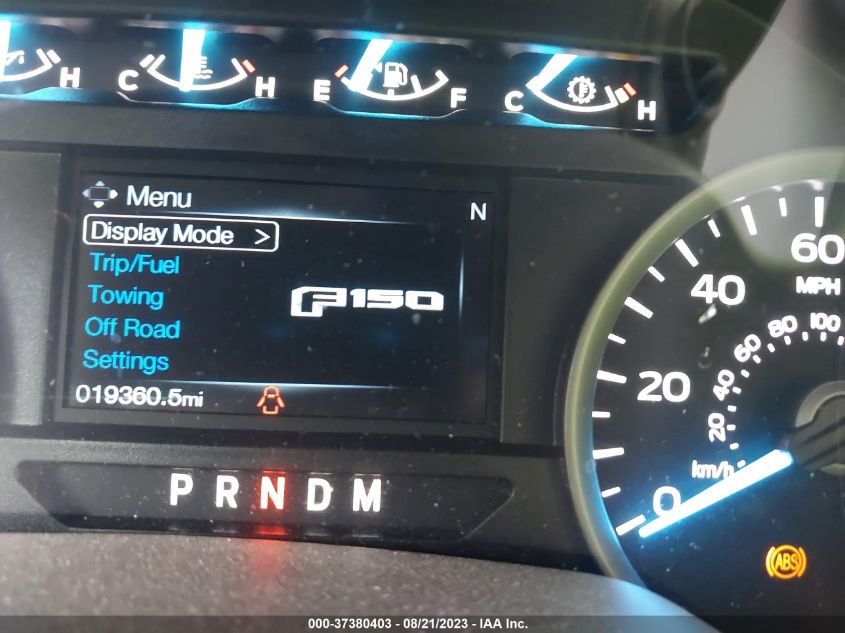 H C H E F C H
Menu
N
Display Mode >
Trip/Fuel
Towing
Off Road
Settings
F150
019360.5mi
P R N D M
0 20 40 60
MPH
20 40 60 80 100
km/h
ABS
000-37380403 - 08/21/2023 - IAA Inc.